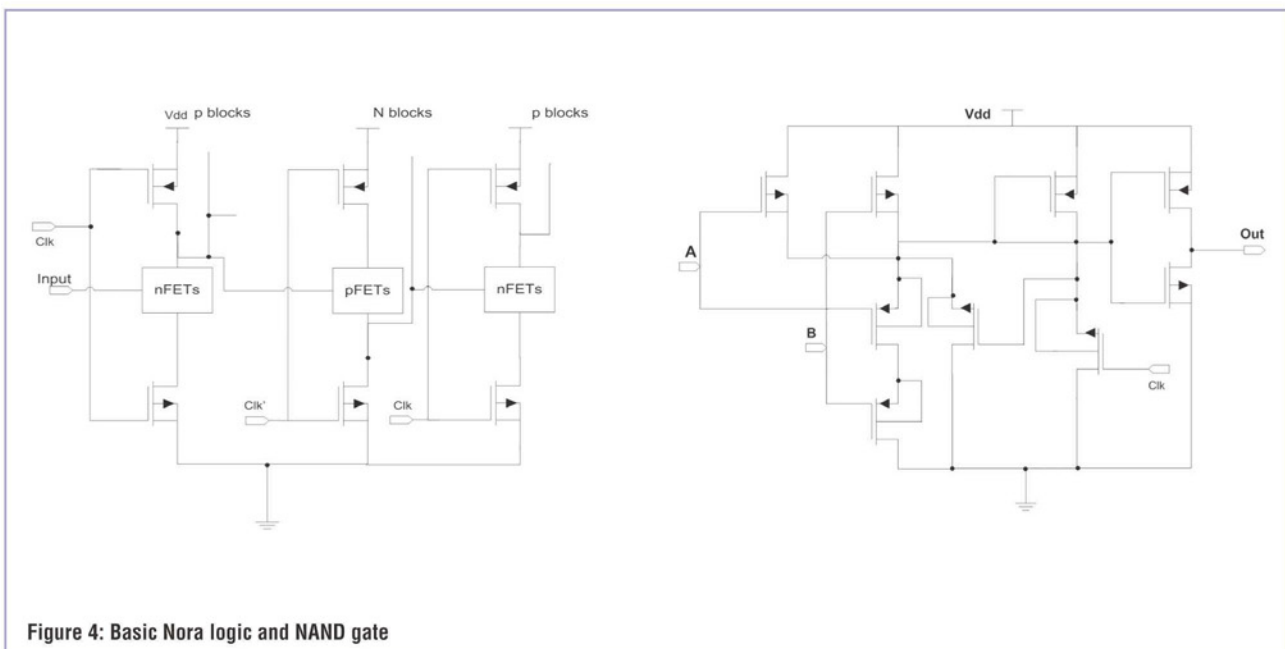 Vdd p blocks
N blocks
p blocks
Clk
Input
nFETs
pFETs
nFETs
Clk'
Clk
Vdd
A
B
Out
Clk
Figure 4: Basic Nora logic and NAND gate